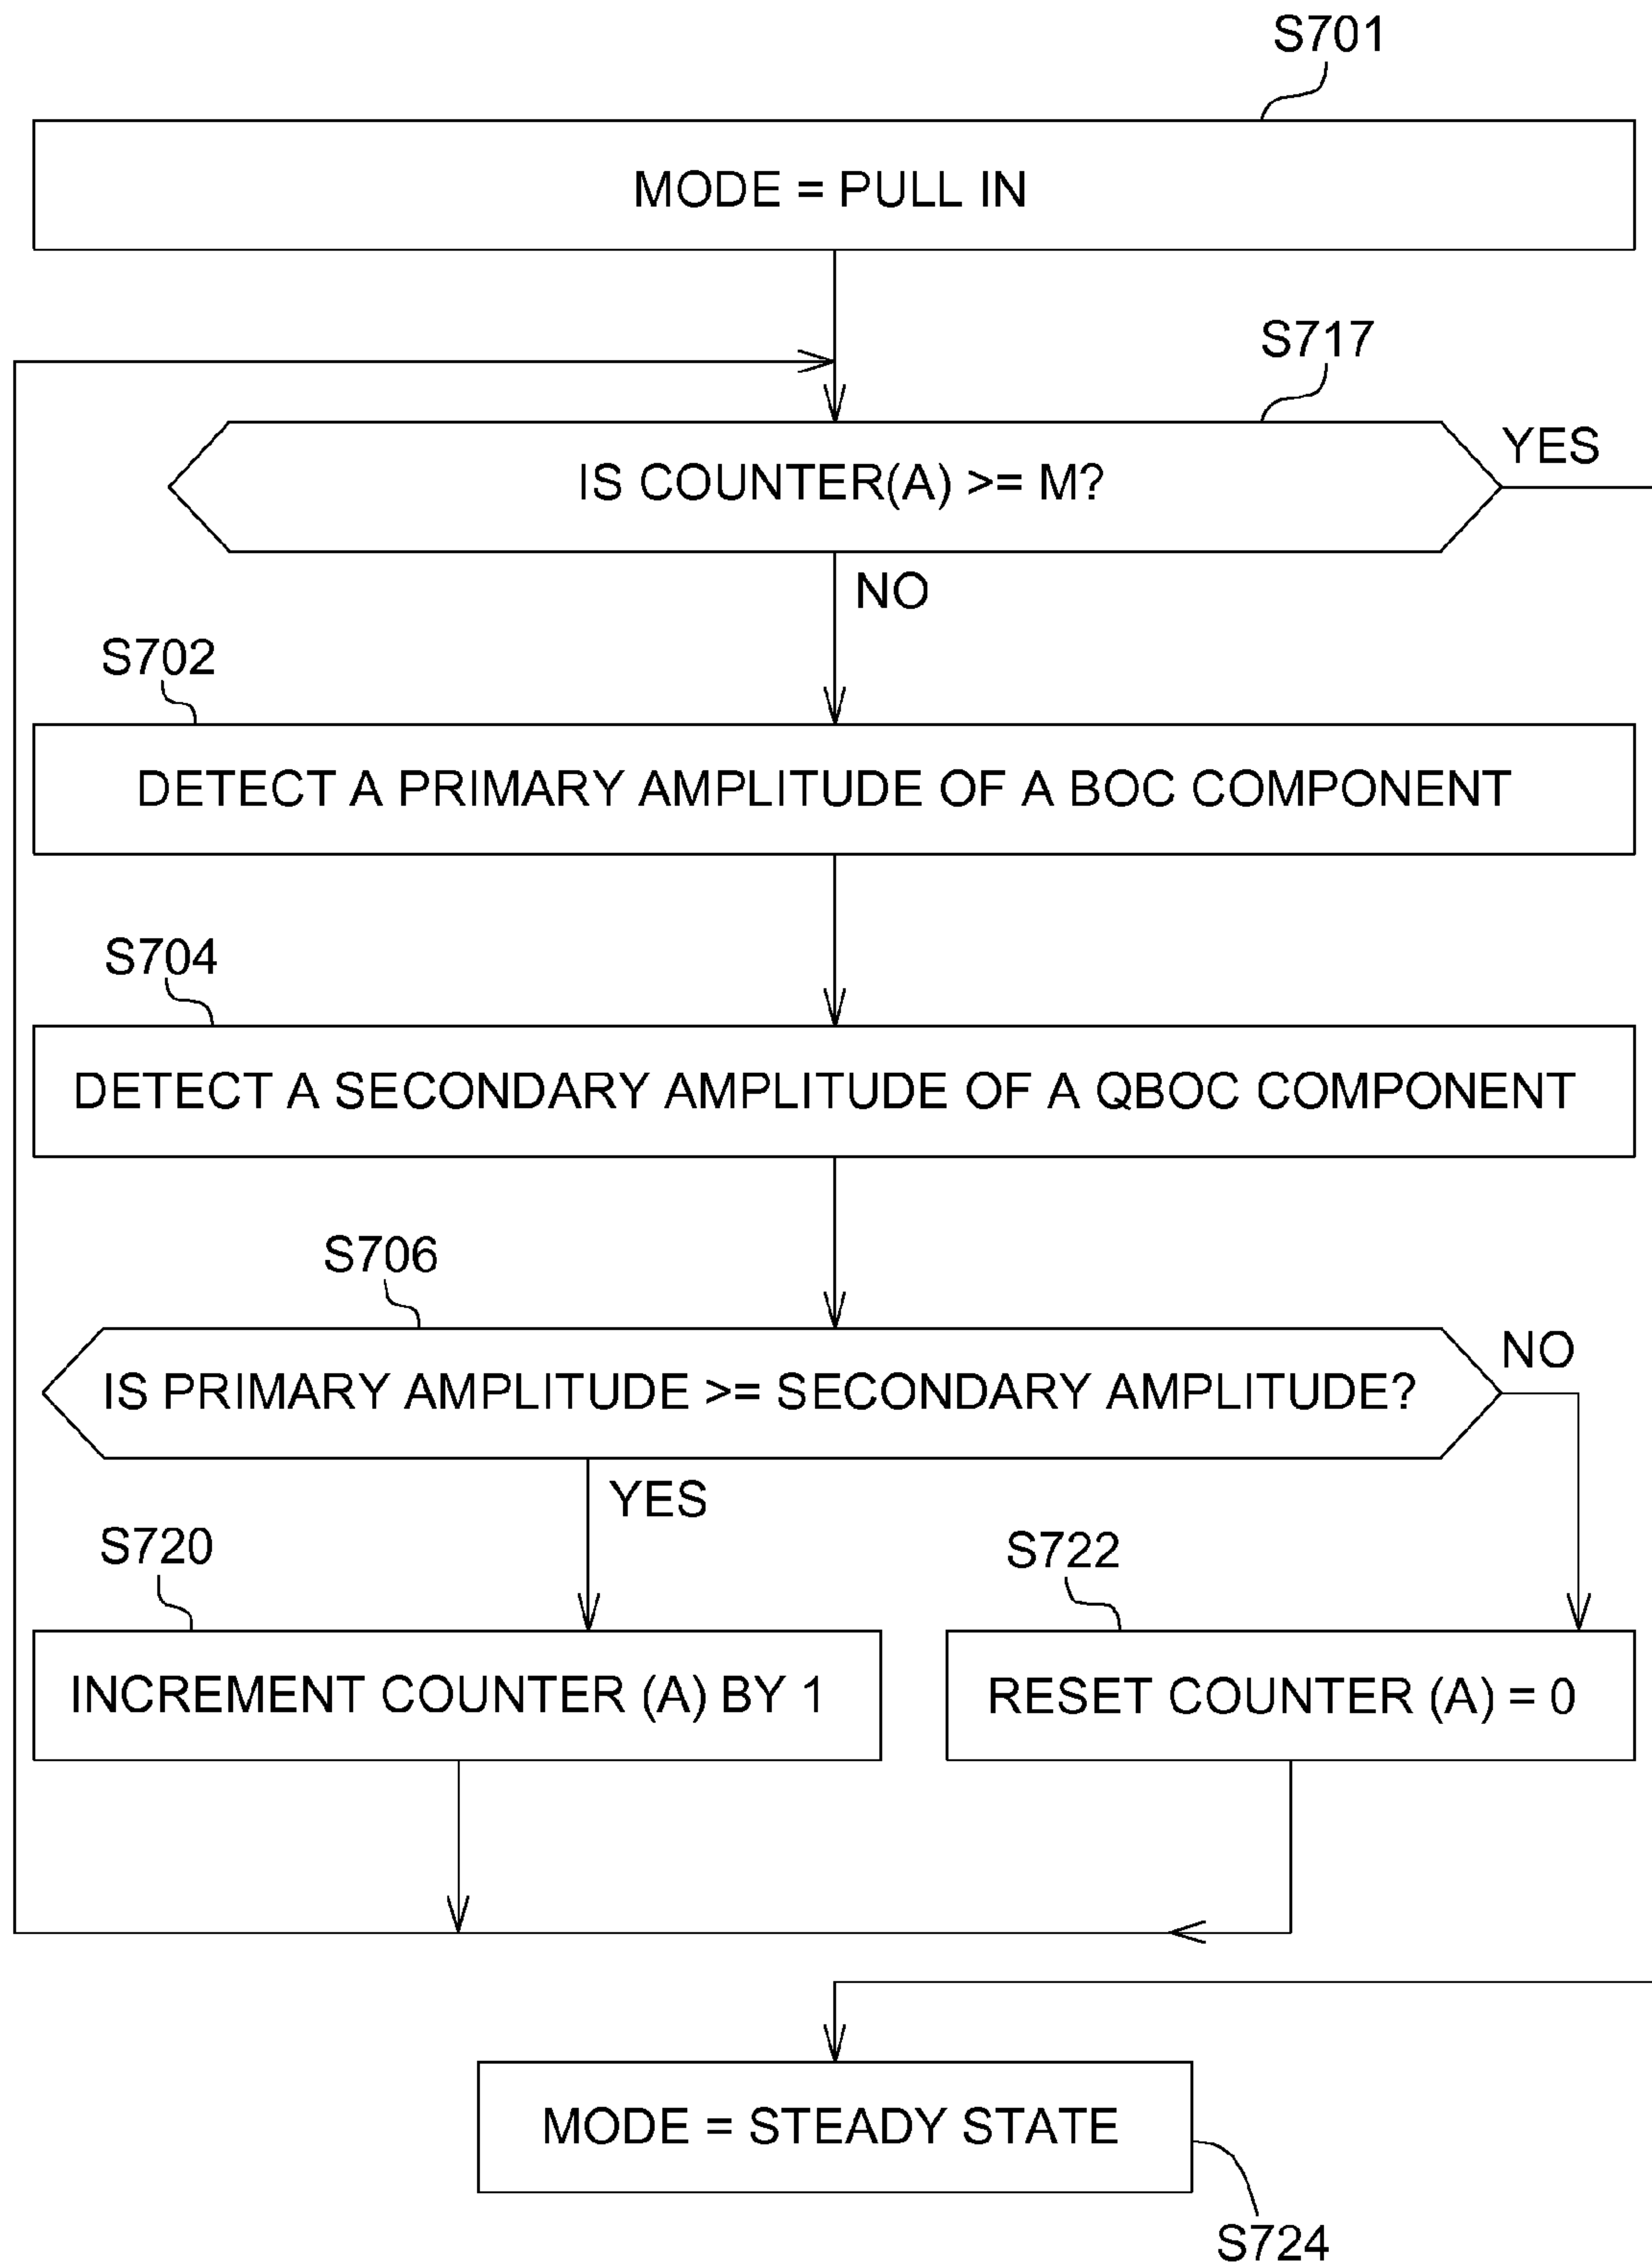 S701
MODE = PULL IN
S717
IS COUNTER(A) >= M?
YES
NO
S702
DETECT A PRIMARY AMPLITUDE OF A BOC COMPONENT
S704
DETECT A SECONDARY AMPLITUDE OF A QBOC COMPONENT
S706
IS PRIMARY AMPLITUDE >= SECONDARY AMPLITUDE?
NO
YES
S720
INCREMENT COUNTER (A) BY 1
S722
RESET COUNTER (A) = 0
MODE = STEADY STATE
S724